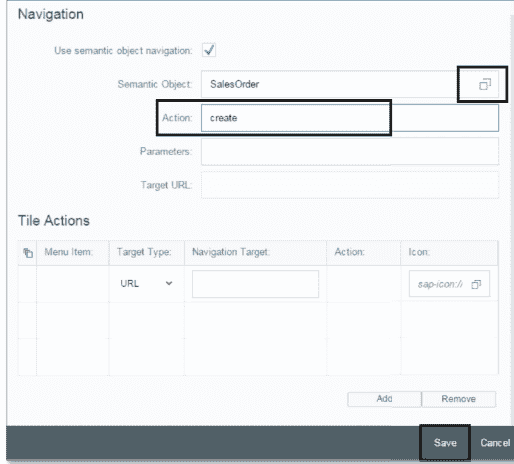 Navigation
Use semantic object navigation:
Semantic Object: SalesOrder
Action: create
Parameters:
Target URL:
Tile Actions
Menu Item: Target Type: Navigation Target: Action: Icon:
URL sap-icon://
Add Remove
Save Cancel